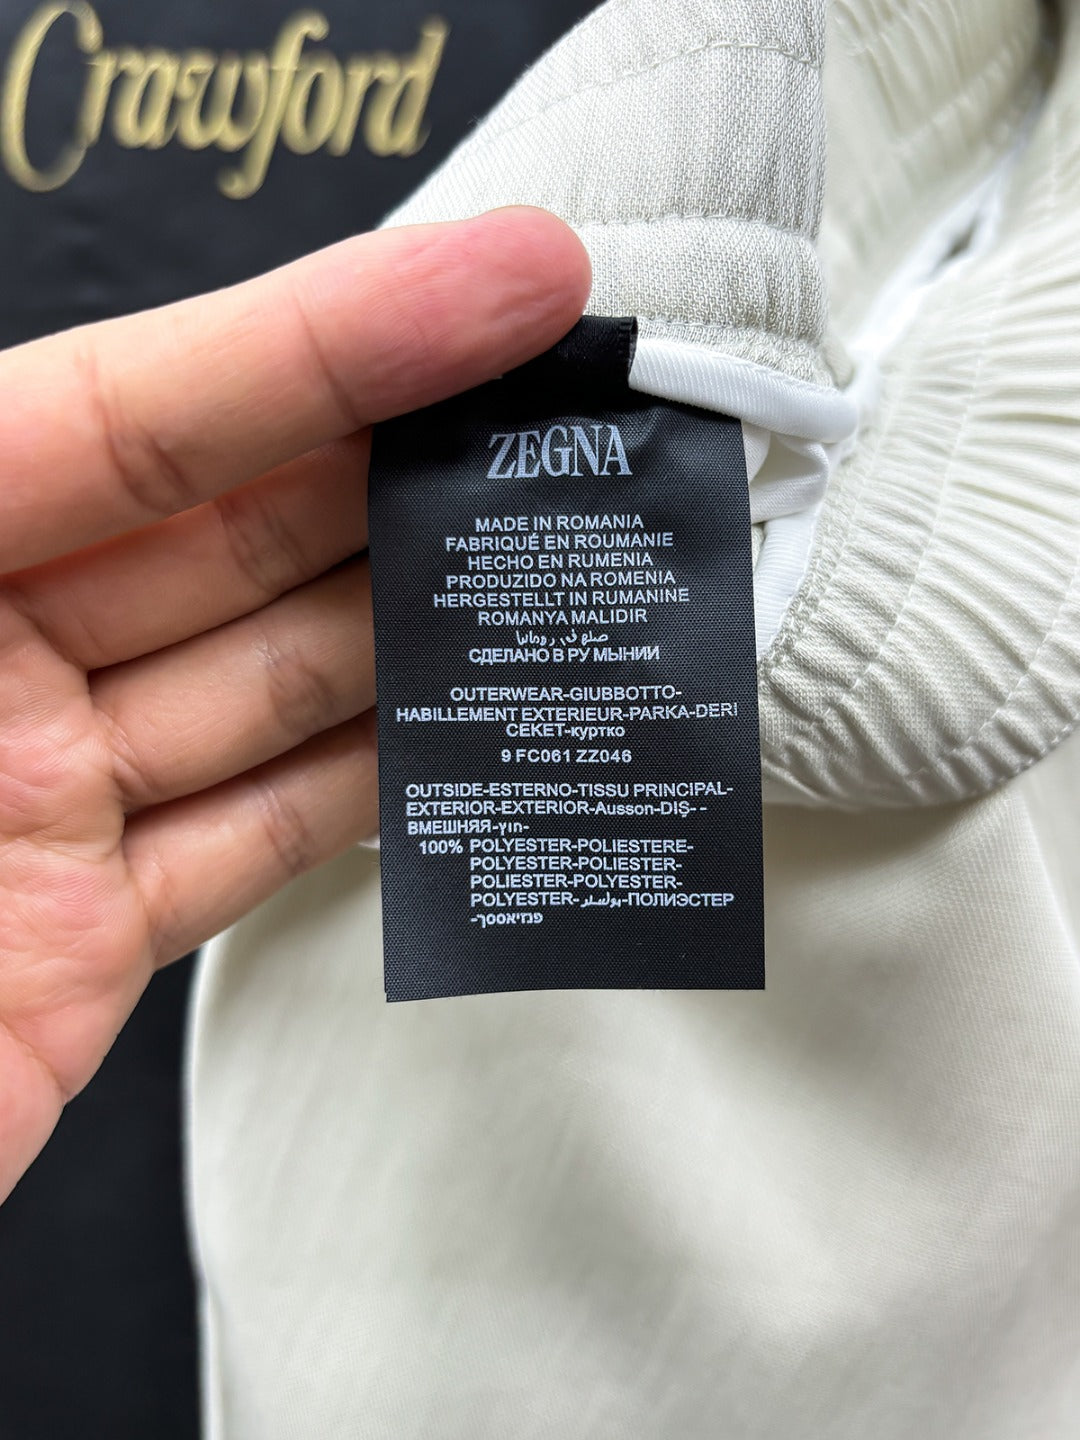 Crawford
ZEGNA
MADE IN ROMANIA
FABRIQUÉ EN ROUMANIE
HECHO EN RUMENIA
PRODUZIDO NA ROMENIA
HERGESTELLT IN RUMANINE
ROMANYA MALIDIR
СДЕЛАНО В РУ МЫНИИ
OUTERWEAR-GIUBBOTTO-
HABILLEMENT EXTERIEUR-PARKA-DERI
CEKET-куртко
9 FC061 ZZ046
OUTSIDE-ESTERNO-TISSU PRINCIPAL-
EXTERIOR-EXTERIOR-Ausson-DIŞ- -
ВМЕШНЯЯ-ץוח-
100% POLYESTER-POLIESTERE-
POLYESTER-POLIESTER-
POLIESTER-POLYESTER-
POLYESTER-بولستر-ПОЛИЭСТЕР